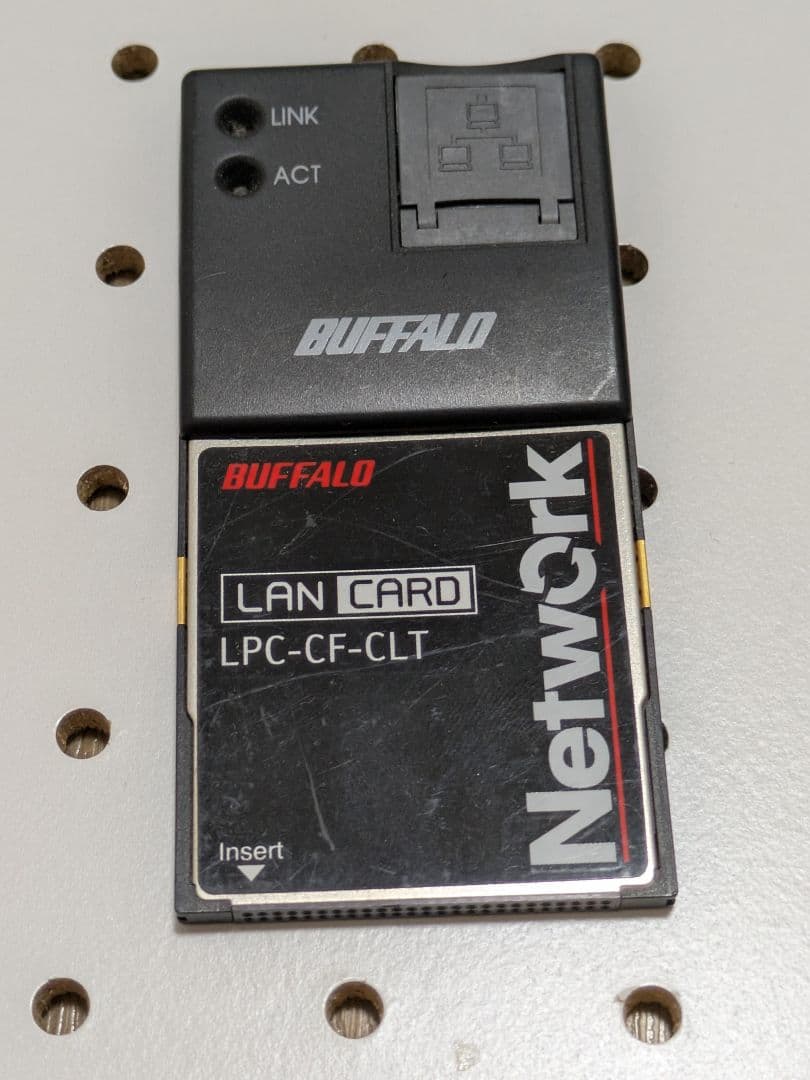 LINK
ACT
BUFFALO
BUFFALO
LAN CARD
LPC-CF-CLT
Network
Insert